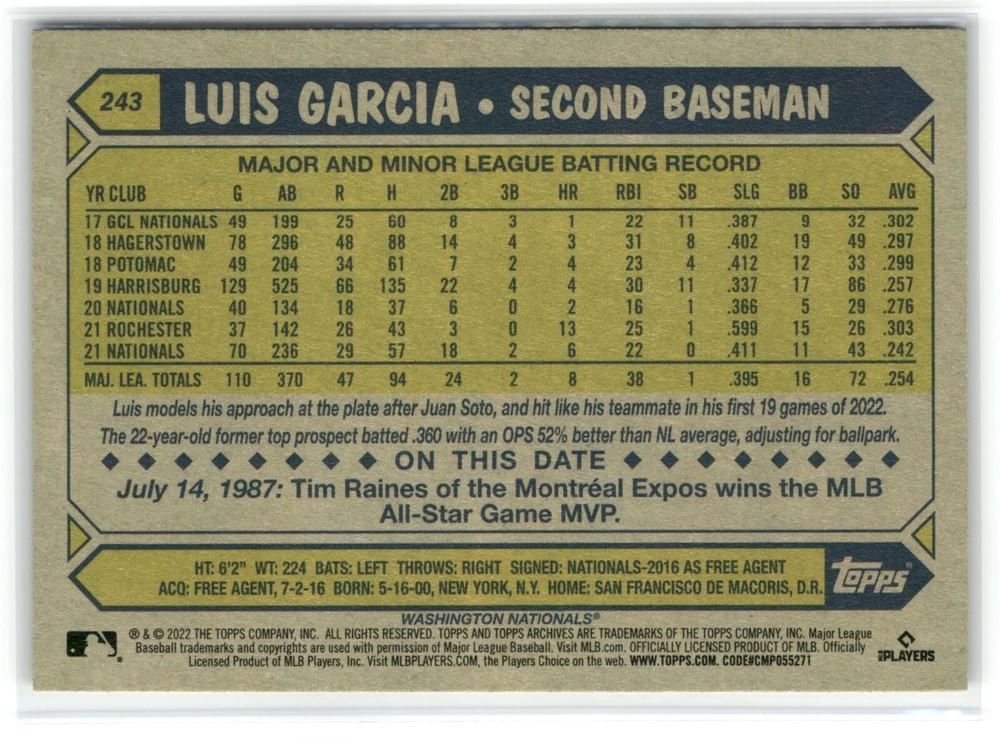 243 LUIS GARCIA • SECOND BASEMAN
MAJOR AND MINOR LEAGUE BATTING RECORD
YR CLUB G AB R H 2B 3B HR RBI SB SLG BB SO AVG
17 GCL NATIONALS 49 199 25 60 8 3 1 22 11 .387 9 32 .302
18 HAGERSTOWN 78 296 48 88 14 4 3 31 8 .402 19 49 .297
18 POTOMAC 49 204 34 61 7 2 4 23 4 .412 12 33 .299
19 HARRISBURG 129 525 66 135 22 4 4 30 11 .337 17 86 .257
20 NATIONALS 40 134 18 37 6 0 2 16 1 .366 5 29 .276
21 ROCHESTER 37 142 26 43 3 0 13 25 1 .599 15 26 .303
21 NATIONALS 70 236 29 57 18 2 6 22 0 .411 11 43 .242
MAJ. LEA. TOTALS 110 370 47 94 24 2 8 38 1 .395 16 72 .254
Luis models his approach at the plate after Juan Soto, and hit like his teammate in his first 19 games of 2022.
The 22-year-old former top prospect batted .360 with an OPS 52% better than NL average, adjusting for ballpark.
◆ ◆ ◆ ◆ ◆ ◆ ◆ ◆ ON THIS DATE ◆ ◆ ◆ ◆ ◆ ◆ ◆ ◆
July 14, 1987: Tim Raines of the Montréal Expos wins the MLB
All-Star Game MVP.
HT: 6'2" WT: 224 BATS: LEFT THROWS: RIGHT SIGNED: NATIONALS-2016 AS FREE AGENT
ACQ: FREE AGENT, 7-2-16 BORN: 5-16-00, NEW YORK, N.Y. HOME: SAN FRANCISCO DE MACORIS, D.R.
topps®
WASHINGTON NATIONALS®
® & © 2022 THE TOPPS COMPANY, INC. ALL RIGHTS RESERVED. TOPPS AND TOPPS ARCHIVES ARE TRADEMARKS OF THE TOPPS COMPANY, INC. Major League
Baseball trademarks and copyrights are used with permission of Major League Baseball. Visit MLB.com. OFFICIALLY LICENSED PRODUCT OF MLB. Officially
Licensed Product of MLB Players, Inc. Visit MLBPLAYERS.COM, the Players Choice on the web. WWW.TOPPS.COM. CODE#CMP055271
MLB PLAYERS